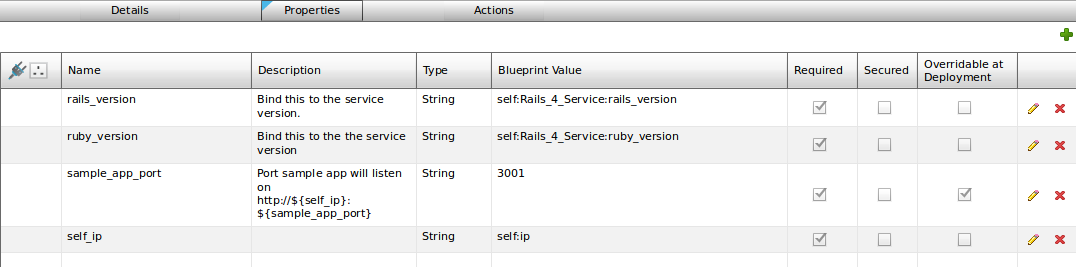 Details Properties Actions
Name Description Type Blueprint Value Required Secured Overridable at
Deployment
rails_version Bind this to the service String self:Rails_4_Service:rails_version
version.
ruby_version Bind this to the the service String self:Rails_4_Service:ruby_version
version
sample_app_port Port sample app will listen String 3001
on
http://${self_ip}:
${sample_app_port}
self_ip String self:ip